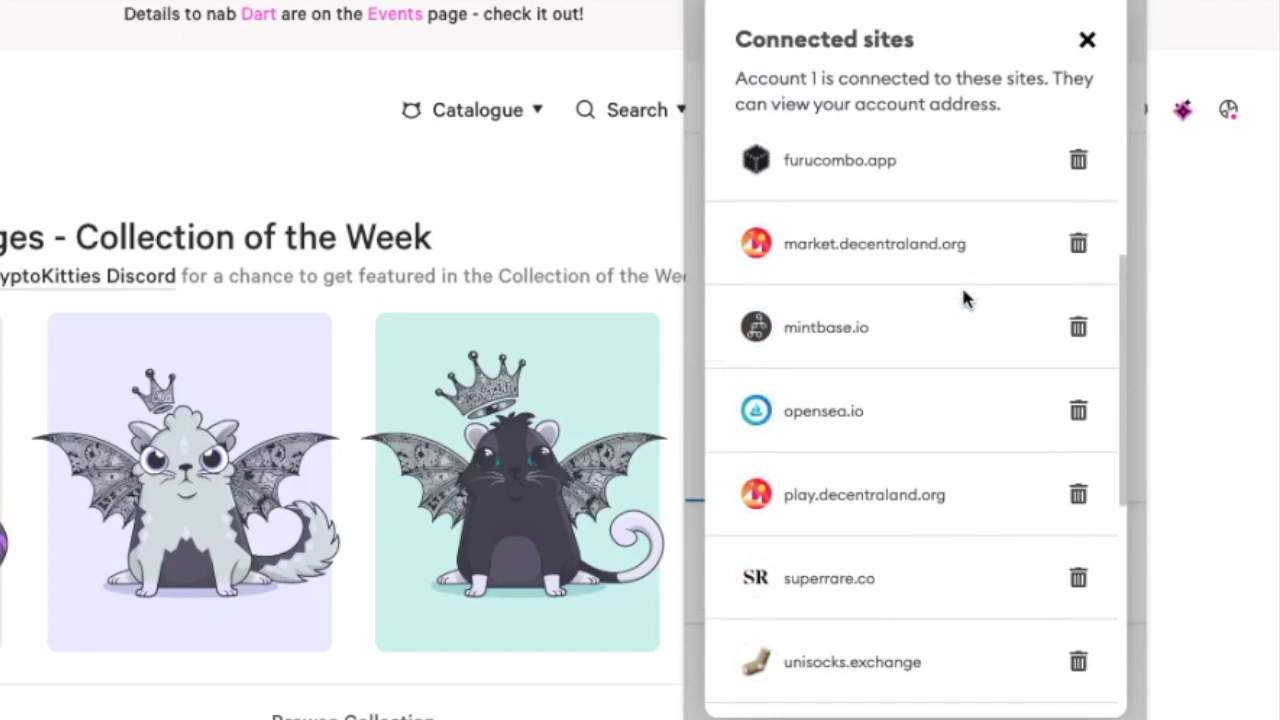 Details to nab Dart are on the Events page - check it out!
Catalogue
Search
ges - Collection of the Week
yptoKitties Discord for a chance to get featured in the Collection of the Wee
Connected sites
Account 1 is connected to these sites. They
can view your account address.
furucombo.app
market.decentraland.org
mintbase.io
opensea.io
play.decentraland.org
SR superrare.co
unisocks.exchange
Browse Collection